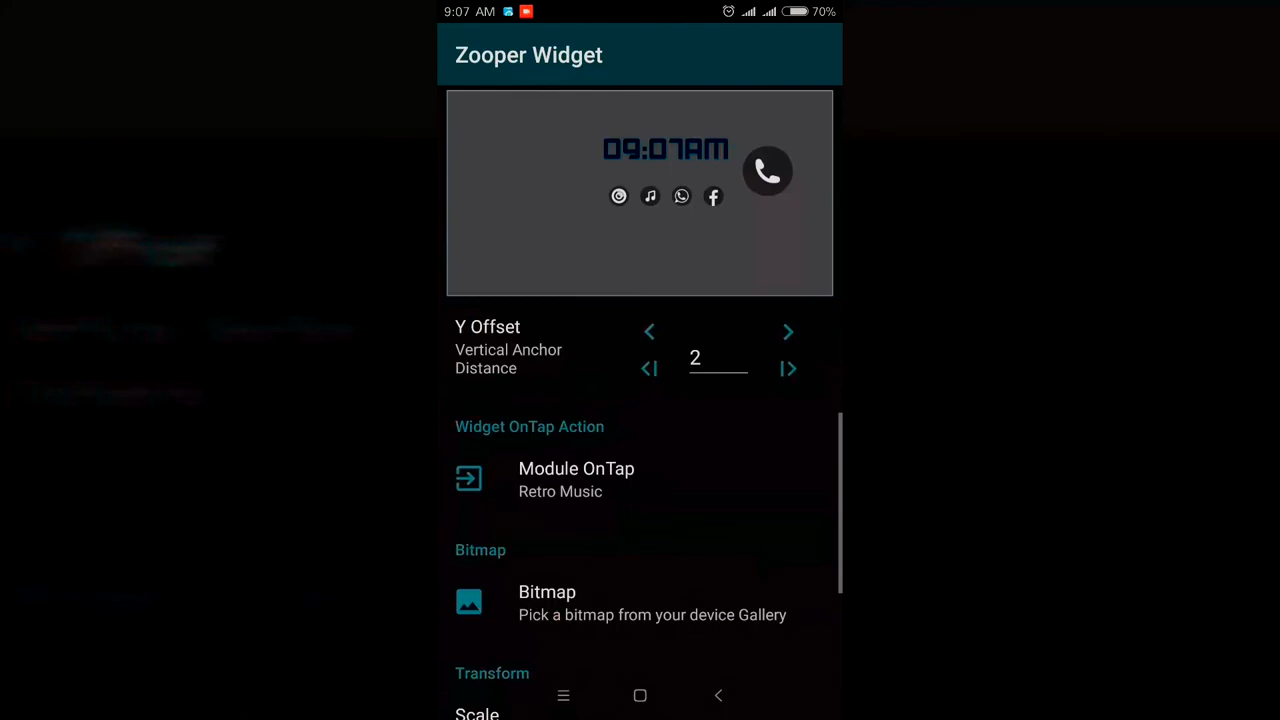 9:07 AM
70%
Zooper Widget
09:07AM
Y Offset
Vertical Anchor
Distance
2
Widget OnTap Action
Module OnTap
Retro Music
Bitmap
Bitmap
Pick a bitmap from your device Gallery
Transform
Scale